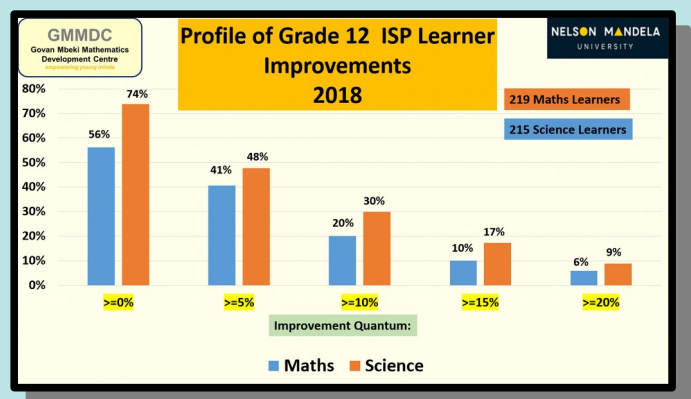 GMMDC
Govan Mbeki Mathematics
Development Centre
empowering young minds
Profile of Grade 12 ISP Learner
Improvements
2018
NELSON MANDELA
UNIVERSITY
219 Maths Learners
215 Science Learners
80%
70%
60%
50%
40%
30%
20%
10%
0%
56%
74%
41%
48%
20%
30%
10%
17%
6%
9%
>=0%
>=5%
>=10%
>=15%
>=20%
Improvement Quantum:
Maths
Science